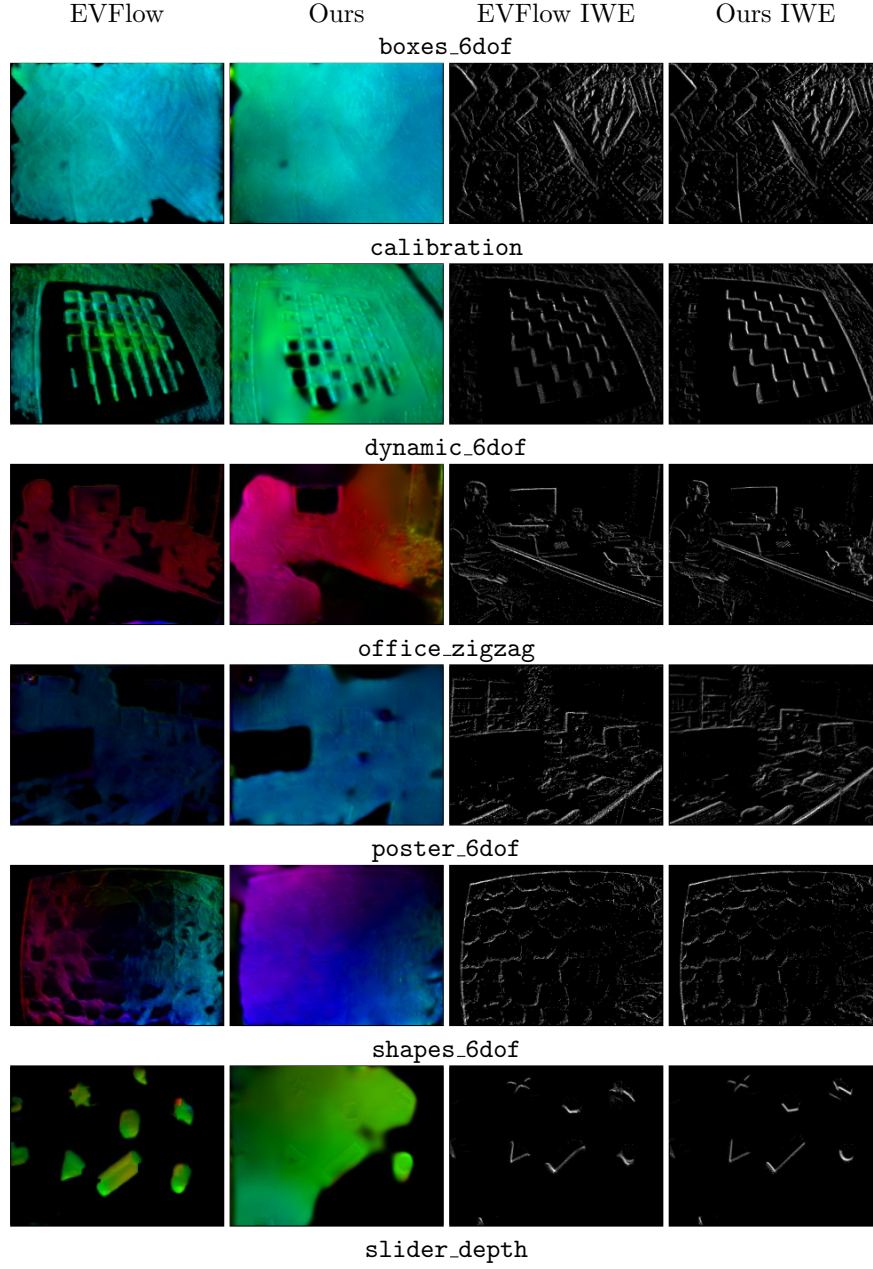 EVFlow Ours EVFlow IWE Ours IWE
boxes_6dof
calibration
dynamic_6dof
office_zigzag
poster_6dof
shapes_6dof
slider_depth